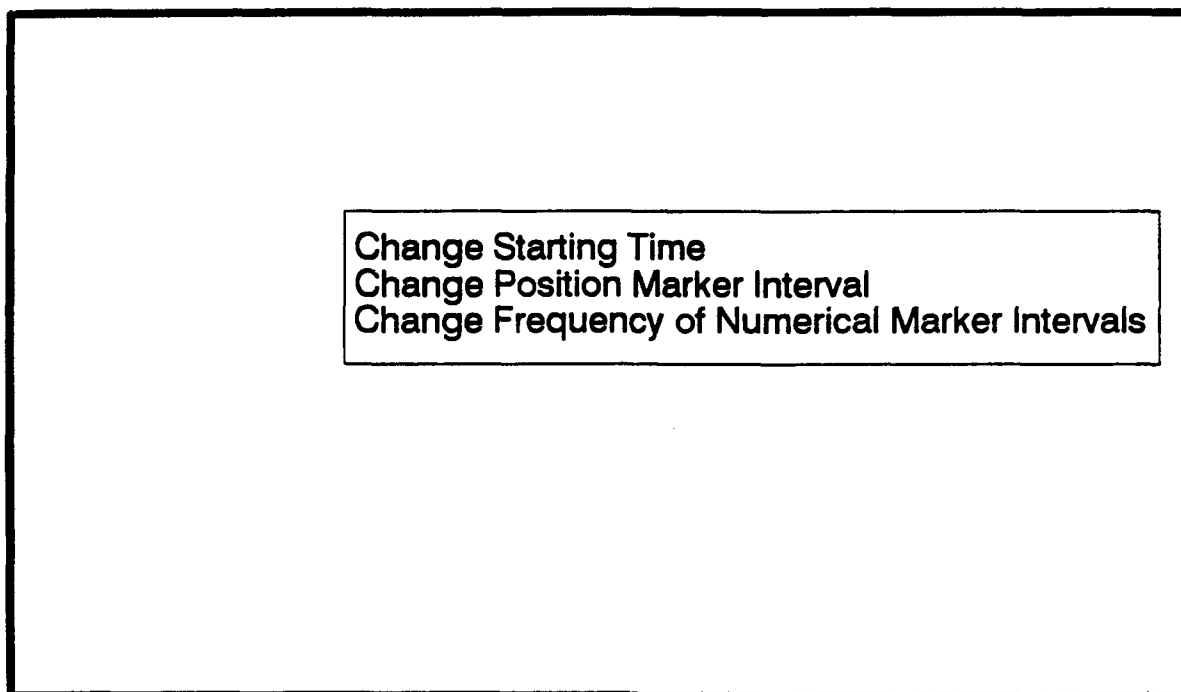 Change Starting Time
Change Position Marker Interval
Change Frequency of Numerical Marker Intervals